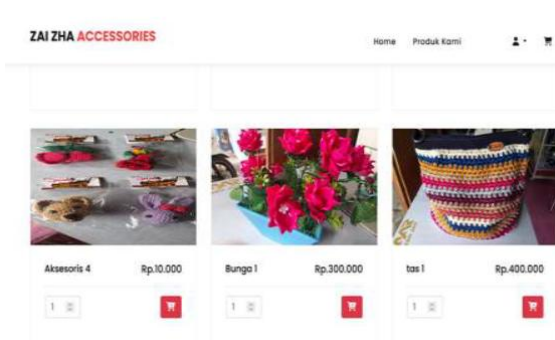 ZAI ZHA ACCESSORIES
Home Produk Kami
Aksesoris 4 Rp.10.000
Bunga 1 Rp.300.000
tas 1 Rp.400.000
1
1
1